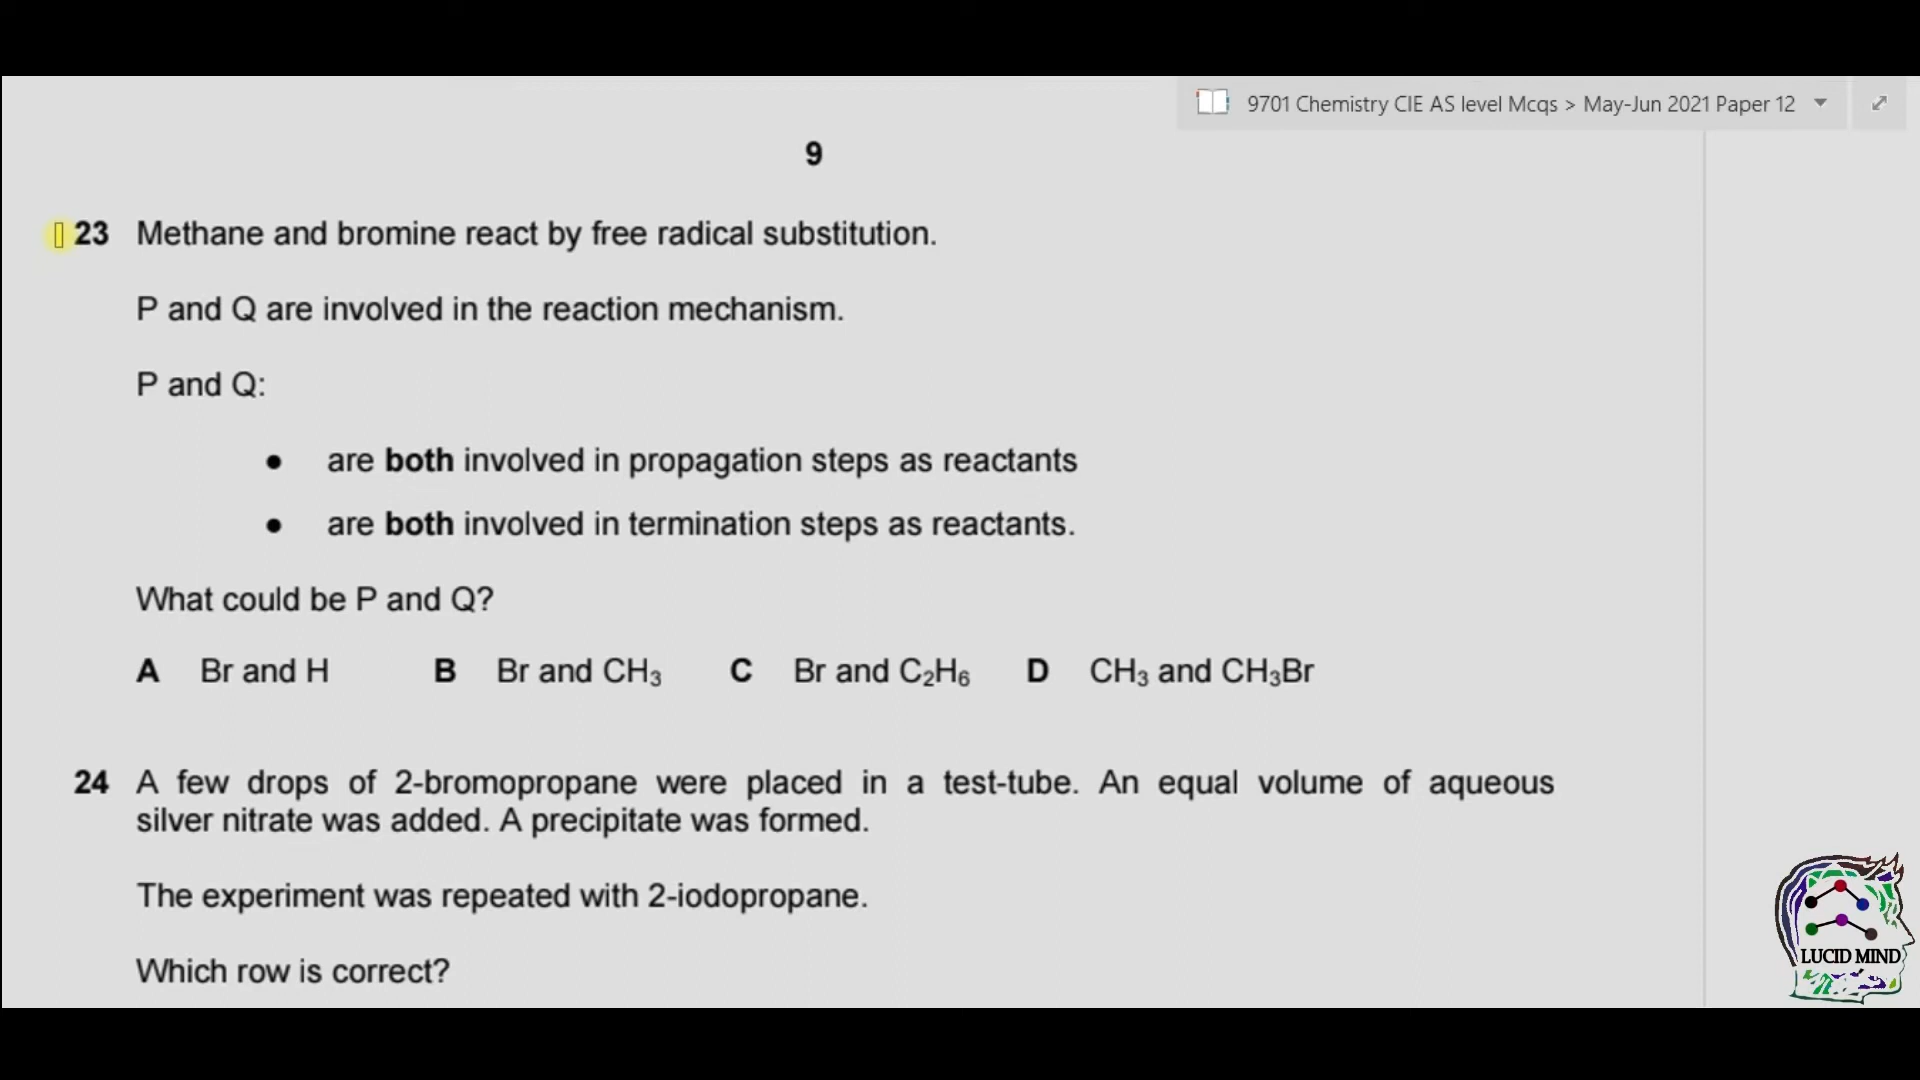 9701 Chemistry CIE AS level Mcqs > May-Jun 2021 Paper 12
9
23 Methane and bromine react by free radical substitution.
P and Q are involved in the reaction mechanism.
P and Q:
• are both involved in propagation steps as reactants
• are both involved in termination steps as reactants.
What could be P and Q?
A Br and H B Br and CH₃ C Br and C₂H₆ D CH₃ and CH₃Br
24 A few drops of 2-bromopropane were placed in a test-tube. An equal volume of aqueous
silver nitrate was added. A precipitate was formed.
The experiment was repeated with 2-iodopropane.
Which row is correct?
LUCID MIND